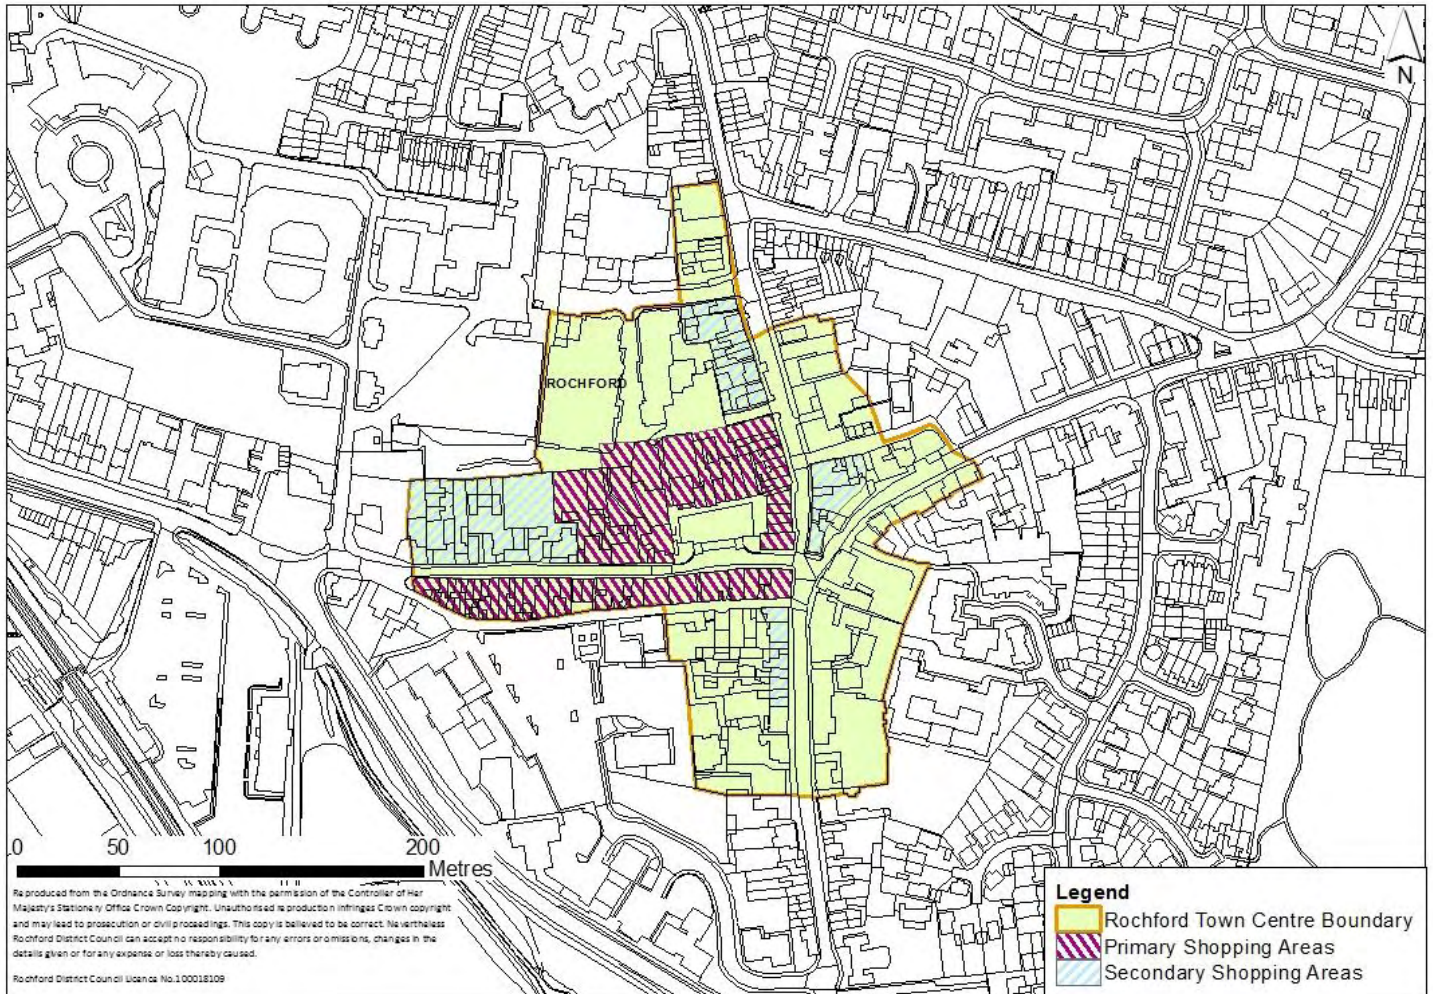 N
ROCHFORD
0 50 100 200
Metres
Reproduced from the Ordnance Survey mapping with the permission of the Controller of Her
Majesty's Stationery Office Crown Copyright. Unauthorised reproduction infringes Crown copyright
and may lead to prosecution or civil proceedings. This copy is believed to be correct. Nevertheless
Rochford District Council can accept no responsibility for any errors or omissions, changes in the
details given or for any expense or loss thereby caused.
Rochford District Council Licence No.100018109
Legend
Rochford Town Centre Boundary
Primary Shopping Areas
Secondary Shopping Areas